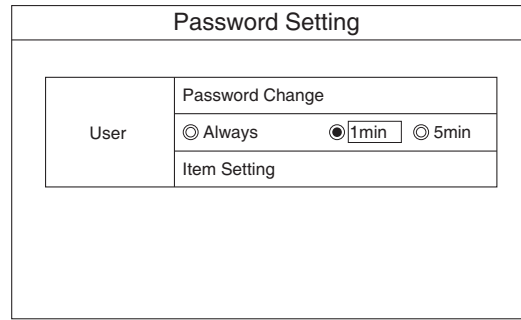 Password Setting
Password Change
User
Always 1min 5min
Item Setting